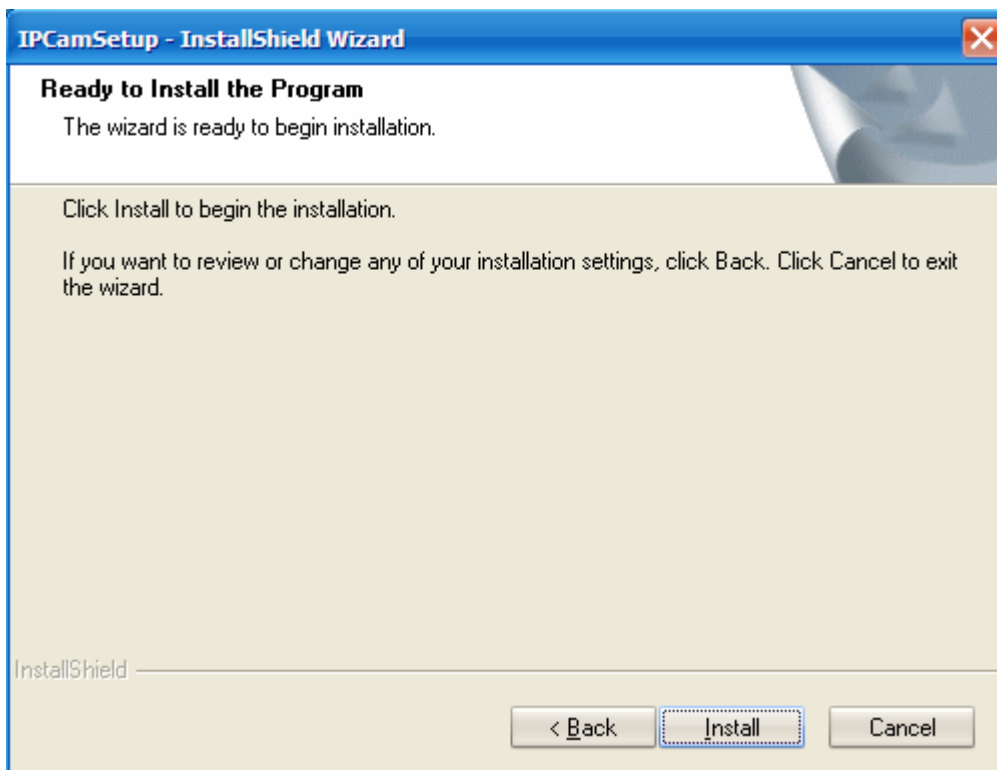 IPCamSetup - InstallShield Wizard
Ready to Install the Program
The wizard is ready to begin installation.
Click Install to begin the installation.
If you want to review or change any of your installation settings, click Back. Click Cancel to exit
the wizard.
InstallShield
< Back
Install
Cancel